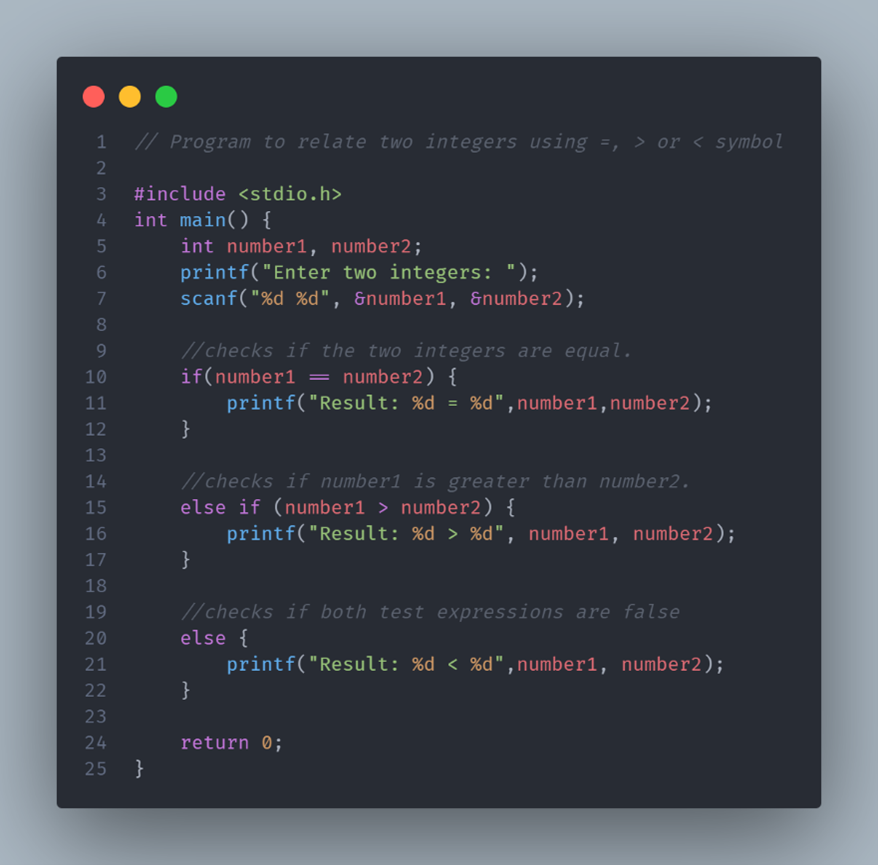 1 // Program to relate two integers using =, > or < symbol
2
3 #include <stdio.h>
4 int main() {
5     int number1, number2;
6     printf("Enter two integers: ");
7     scanf("%d %d", &number1, &number2);
8
9     //checks if the two integers are equal.
10     if(number1 == number2) {
11         printf("Result: %d = %d",number1,number2);
12     }
13
14     //checks if number1 is greater than number2.
15     else if (number1 > number2) {
16         printf("Result: %d > %d", number1, number2);
17     }
18
19     //checks if both test expressions are false
20     else {
21         printf("Result: %d < %d",number1, number2);
22     }
23
24     return 0;
25 }